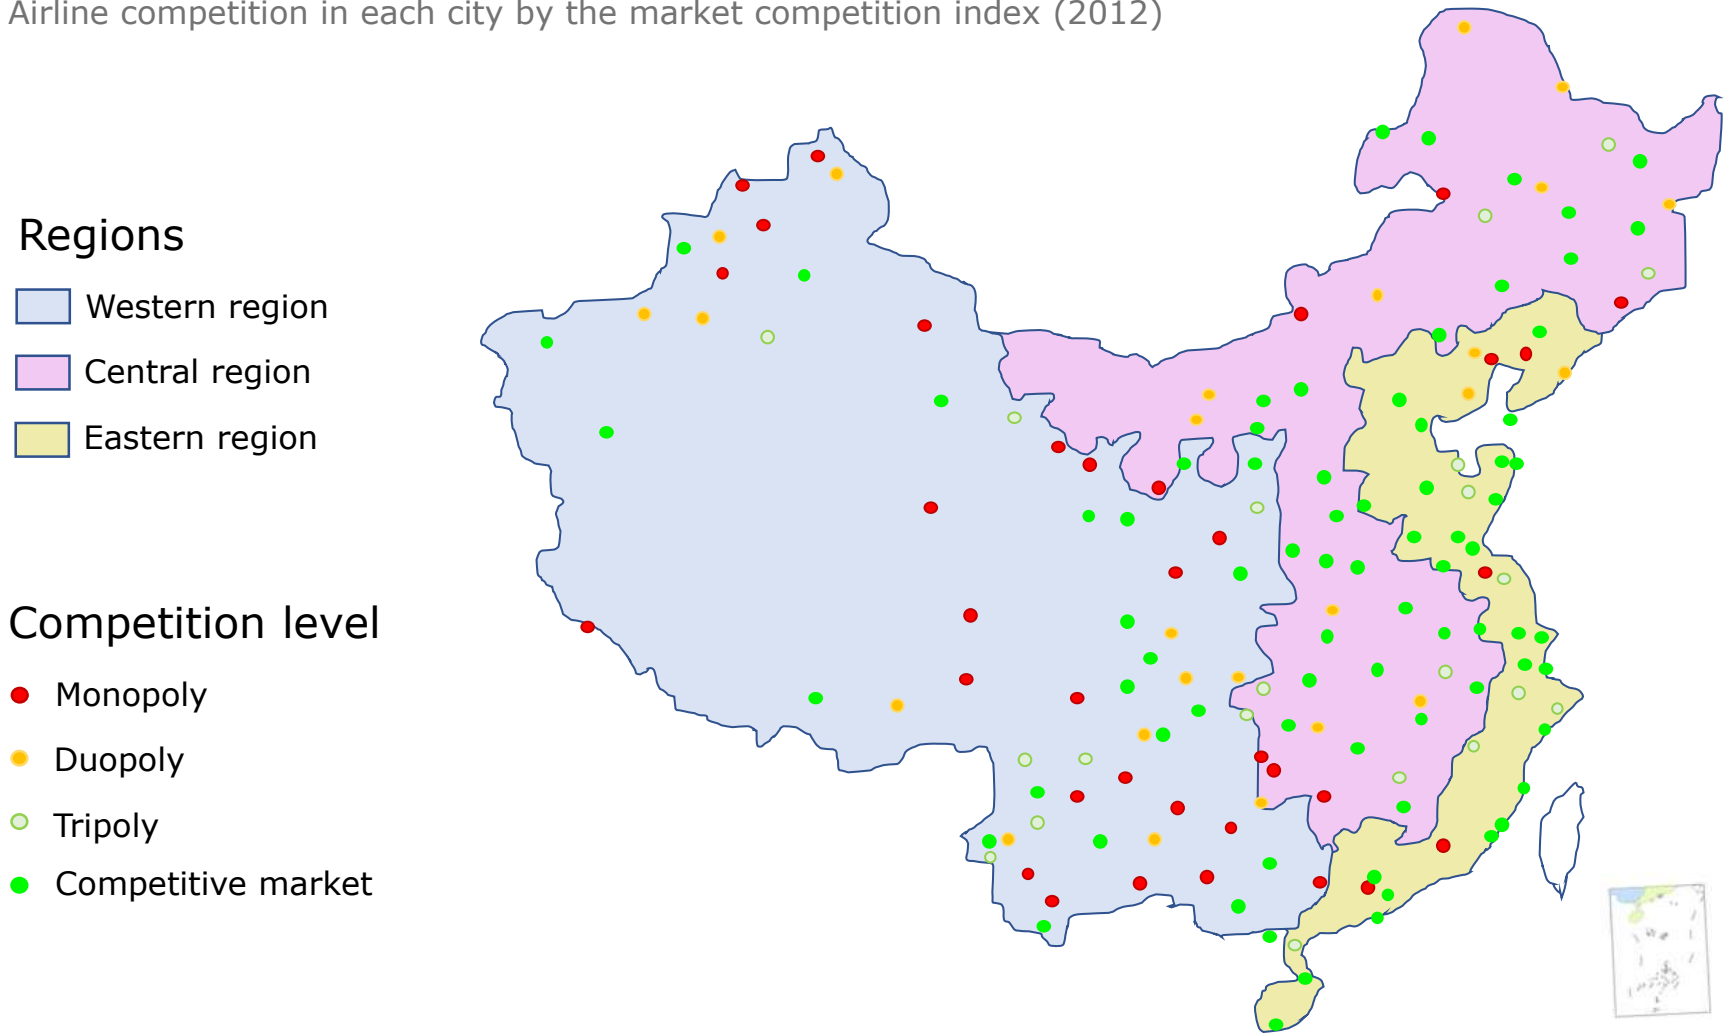 Airline competition in each city by the market competition index (2012)
Regions
Western region
Central region
Eastern region
Competition level
Monopoly
Duopoly
Tripoly
Competitive market